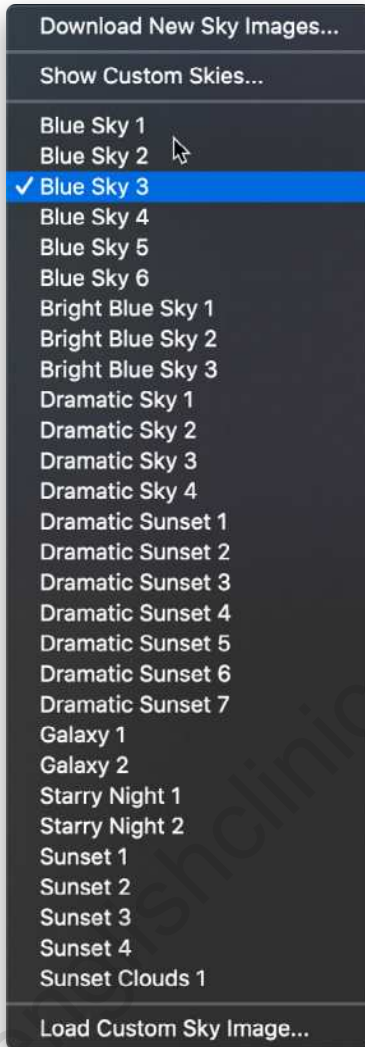 Download New Sky Images...
Show Custom Skies...
Blue Sky 1
Blue Sky 2
✓ Blue Sky 3
Blue Sky 4
Blue Sky 5
Blue Sky 6
Bright Blue Sky 1
Bright Blue Sky 2
Bright Blue Sky 3
Dramatic Sky 1
Dramatic Sky 2
Dramatic Sky 3
Dramatic Sky 4
Dramatic Sunset 1
Dramatic Sunset 2
Dramatic Sunset 3
Dramatic Sunset 4
Dramatic Sunset 5
Dramatic Sunset 6
Dramatic Sunset 7
Galaxy 1
Galaxy 2
Starry Night 1
Starry Night 2
Sunset 1
Sunset 2
Sunset 3
Sunset 4
Sunset Clouds 1
Load Custom Sky Image...